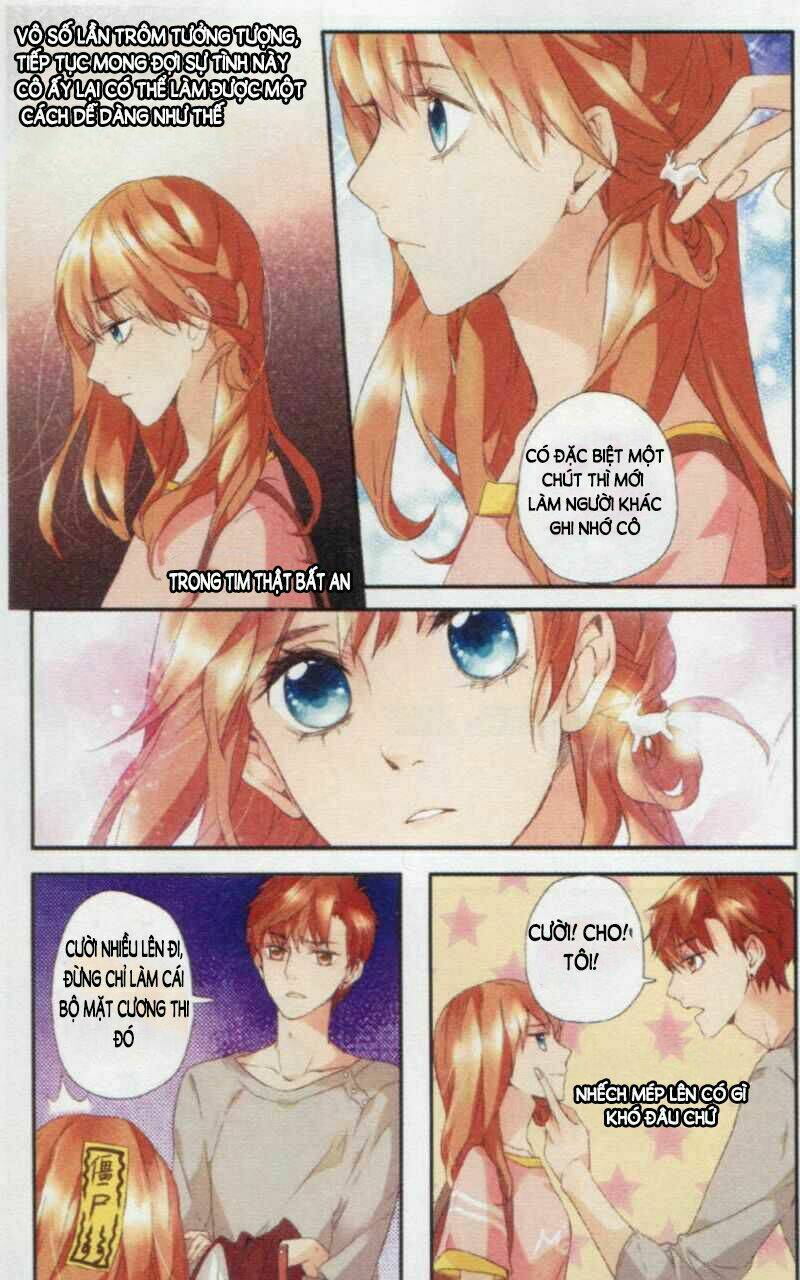 VÔ SỐ LẦN TRÔM TƯỞNG TƯỢNG,
TIẾP TỤC MONG ĐỢI SỰ TÌNH NÀY
CÔ ẤY LẠI CÓ THỂ LÀM ĐƯỢC MỘT
CÁCH DỄ DÀNG NHƯ THẾ
CÓ ĐẶC BIỆT MỘT
CHÚT THÌ MỚI
LÀM NGƯỜI KHÁC
GHI NHỚ CÔ
TRONG TIM THẬT BẤT AN
CƯỜI NHIỀU LÊN ĐI,
ĐỪNG CHỈ LÀM CÁI
BỘ MẶT CƯƠNG THI
ĐÓ
僵
P
CƯỜI! CHO!
TÔI!
NHẾCH MÉP LÊN CÓ GÌ
KHÓ ĐÂU CHỨ